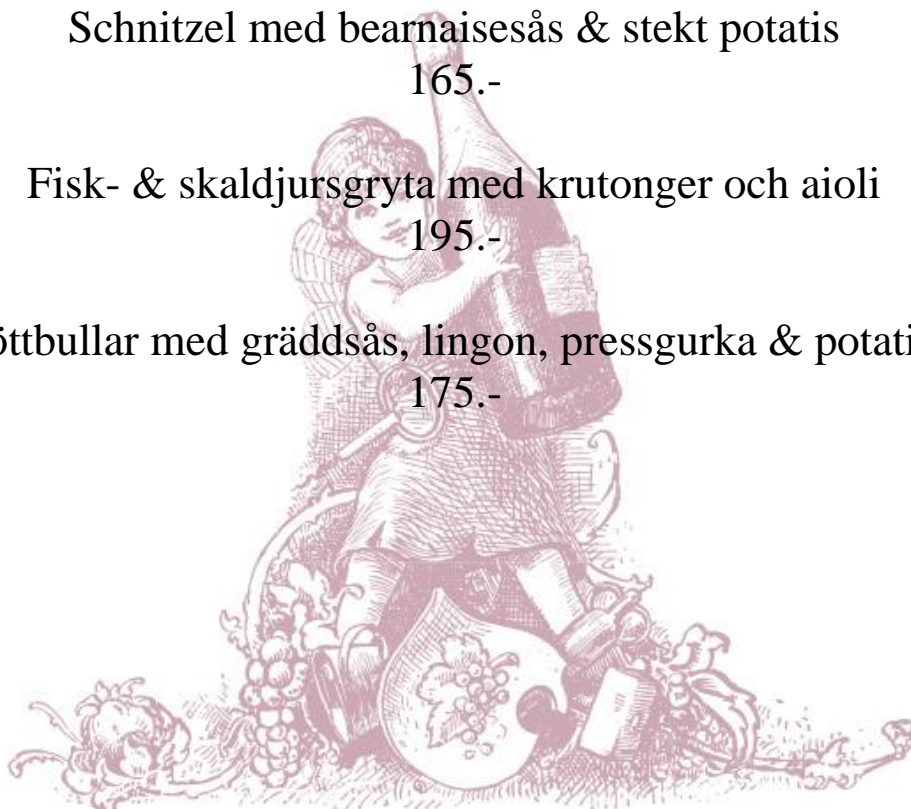 Schnitzel med bearnaisesås & stekt potatis
165.-
Fisk- & skaldjursgryta med krutonger och aioli
195.-
öttbullar med gräddsås, lingon, pressgurka & potati
175.-